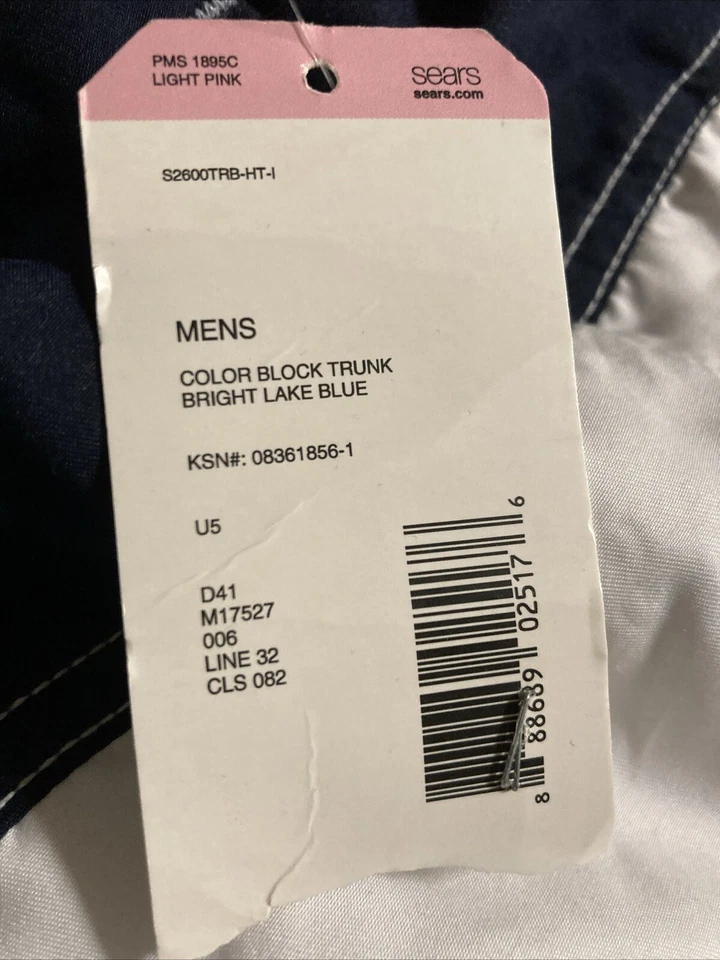 PMS 1895C
LIGHT PINK
sears
sears.com
S2600TRB-HT-I
MENS
COLOR BLOCK TRUNK
BRIGHT LAKE BLUE
KSN#: 08361856-1
U5
D41
M17527
006
LINE 32
CLS 082
8 88689 02517 6